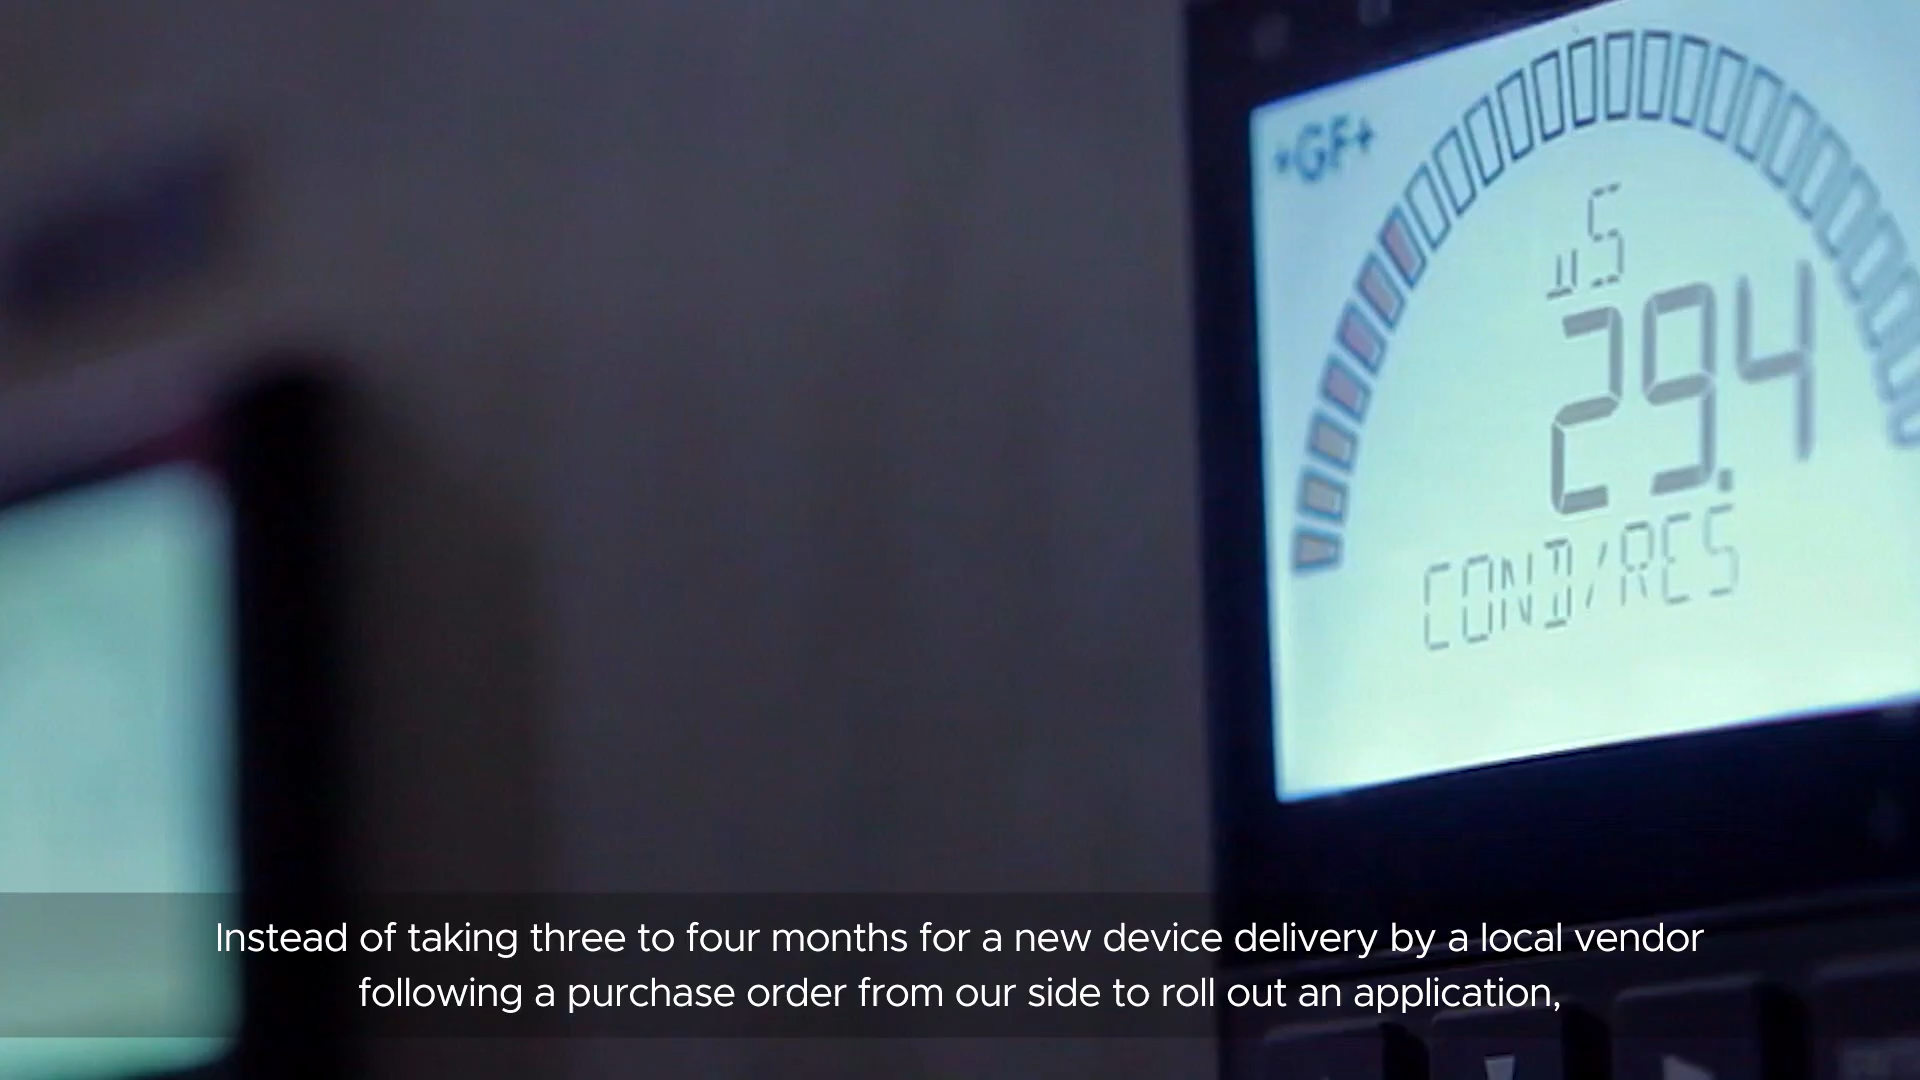 +GF+
µS
29.4
COND/RES
Instead of taking three to four months for a new device delivery by a local vendor
following a purchase order from our side to roll out an application,